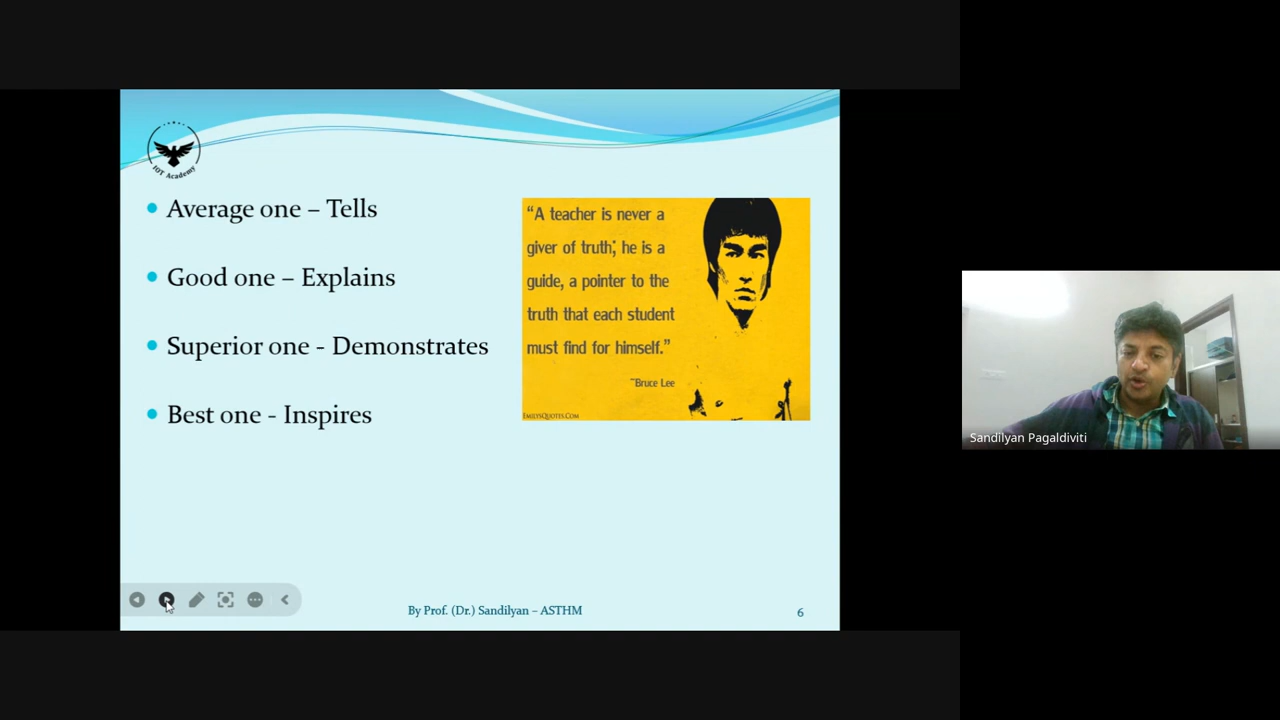 IOT Academy
Average one – Tells
Good one – Explains
Superior one - Demonstrates
Best one - Inspires
“A teacher is never a
giver of truth; he is a
guide, a pointer to the
truth that each student
must find for himself.”
~Bruce Lee
EmilysQuotes.Com
Sandilyan Pagaldiviti
By Prof. (Dr.) Sandilyan – ASTHM
6